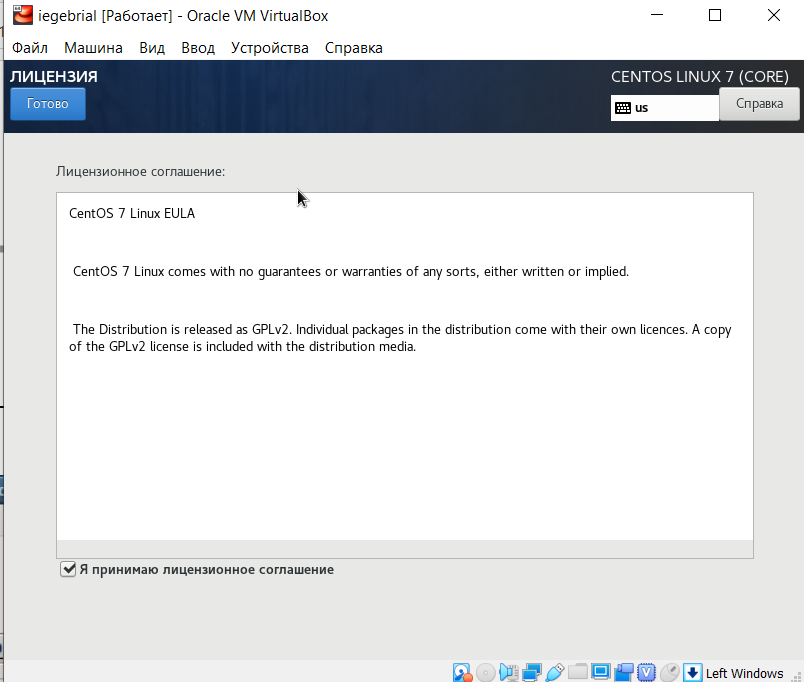 iegebrial [Работает] - Oracle VM VirtualBox
Файл Машина Вид Ввод Устройства Справка
ЛИЦЕНЗИЯ
CENTOS LINUX 7 (CORE)
Готово
us
Справка
Лицензионное соглашение:
CentOS 7 Linux EULA
CentOS 7 Linux comes with no guarantees or warranties of any sorts, either written or implied.
The Distribution is released as GPLv2. Individual packages in the distribution come with their own licences. A copy
of the GPLv2 license is included with the distribution media.
Я принимаю лицензионное соглашение
Left Windows